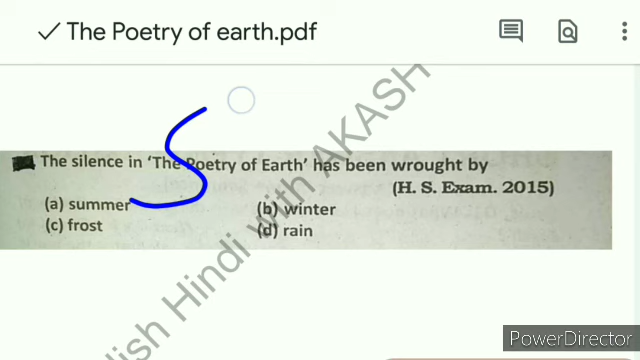 The Poetry of earth.pdf
The silence in ‘The Poetry of Earth’ has been wrought by
(H. S. Exam. 2015)
(a) summer
(b) winter
(c) frost
(d) rain
lish Hindi with AKASH
PowerDirector